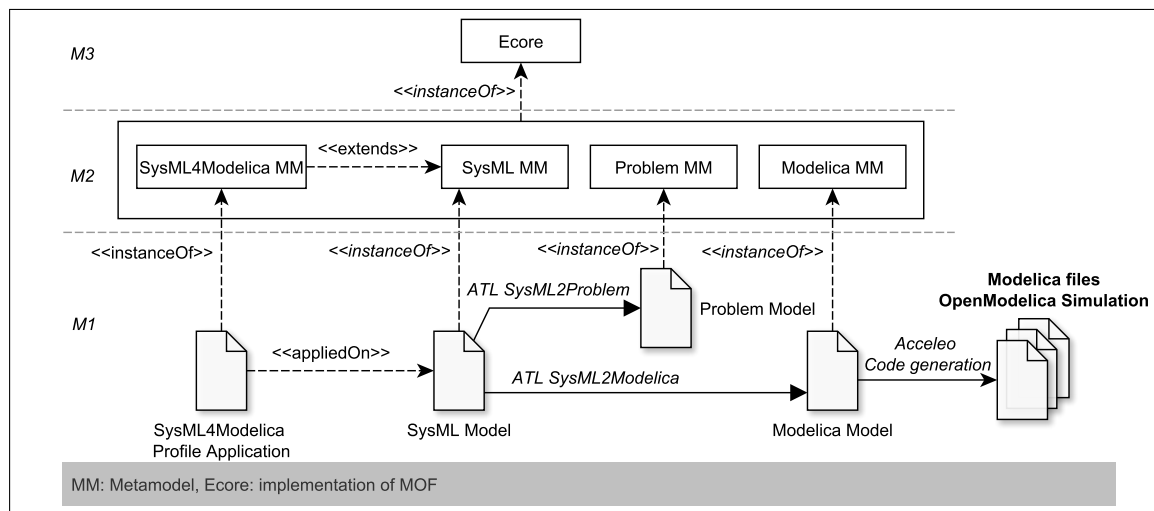 M3
Ecore
<<instanceOf>>
M2
SysML4Modelica MM
<<extends>>
SysML MM
Problem MM
Modelica MM
<<instanceOf>>
<<instanceOf>>
<<instanceOf>>
<<instanceOf>>
M1
ATL SysML2Problem
Problem Model
Modelica files
OpenModelica Simulation
<<appliedOn>>
ATL SysML2Modelica
Acceleo
Code generation
SysML4Modelica
Profile Application
SysML Model
Modelica Model
MM: Metamodel, Ecore: implementation of MOF